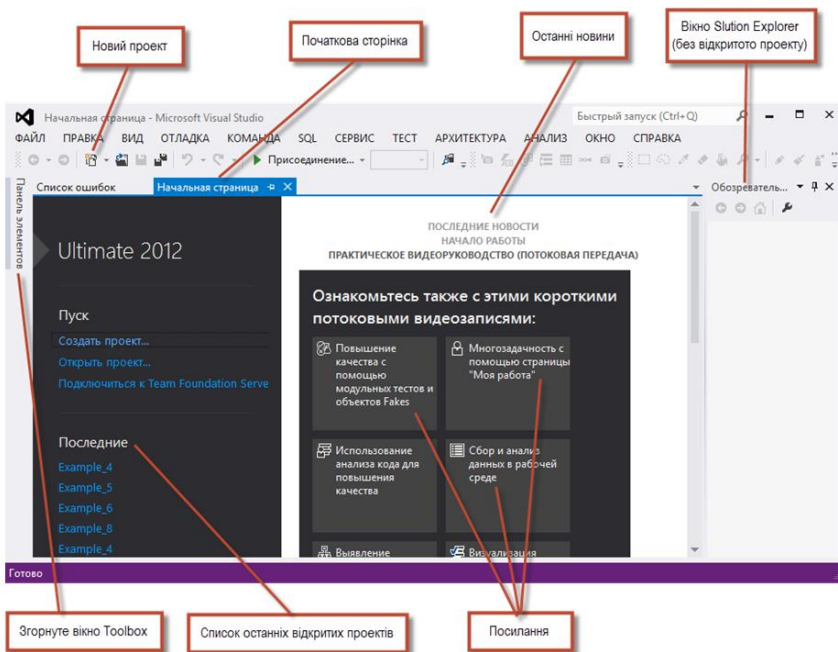 Новий проект
Початкова сторінка
Останні новини
Вікно Slution Explorer
(без відкритого проекту)
Начальная страница - Microsoft Visual Studio
Быстрый запуск (Ctrl+Q)
ФАЙЛ ПРАВКА ВИД ОТЛАДКА КОМАНДА SQL СЕРВИС ТЕСТ АРХИТЕКТУРА АНАЛИЗ ОКНО СПРАВКА
Присоединение...
Панель элементов
Список ошибок
Начальная страница
Обозреватель...
Ultimate 2012
Пуск
Создать проект...
Открыть проект...
Подключиться к Team Foundation Serve
Последние
Example_4
Example_5
Example_6
Example_8
Example_4
ПОСЛЕДНИЕ НОВОСТИ
НАЧАЛО РАБОТЫ
ПРАКТИЧЕСКОЕ ВИДЕОРУКОВОДСТВО (ПОТОКОВАЯ ПЕРЕДАЧА)
Ознакомьтесь также с этими короткими
потоковыми видеозаписями:
Повышение
качества с
помощью
модульных тестов и
объектов Fakes
Многозадачность с
помощью страницы
"Моя работа"
Использование
анализа кода для
повышения
качества
Сбор и анализ
данных в рабочей
среде
Выявление
Визуализация
Готово
Згорнуте вікно Toolbox
Список останніх відкритих проектів
Посилання